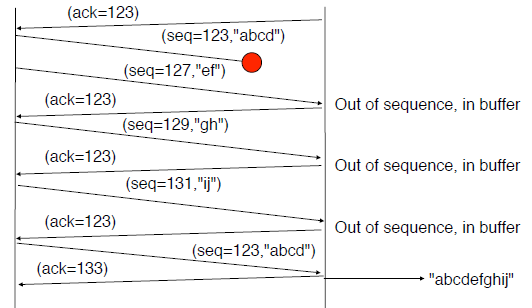 (ack=123)
(seq=123,"abcd")
(seq=127,"ef")
(ack=123)
Out of sequence, in buffer
(seq=129,"gh")
(ack=123)
Out of sequence, in buffer
(seq=131,"ij")
(ack=123)
Out of sequence, in buffer
(seq=123,"abcd")
(ack=133)
"abcdefghij"